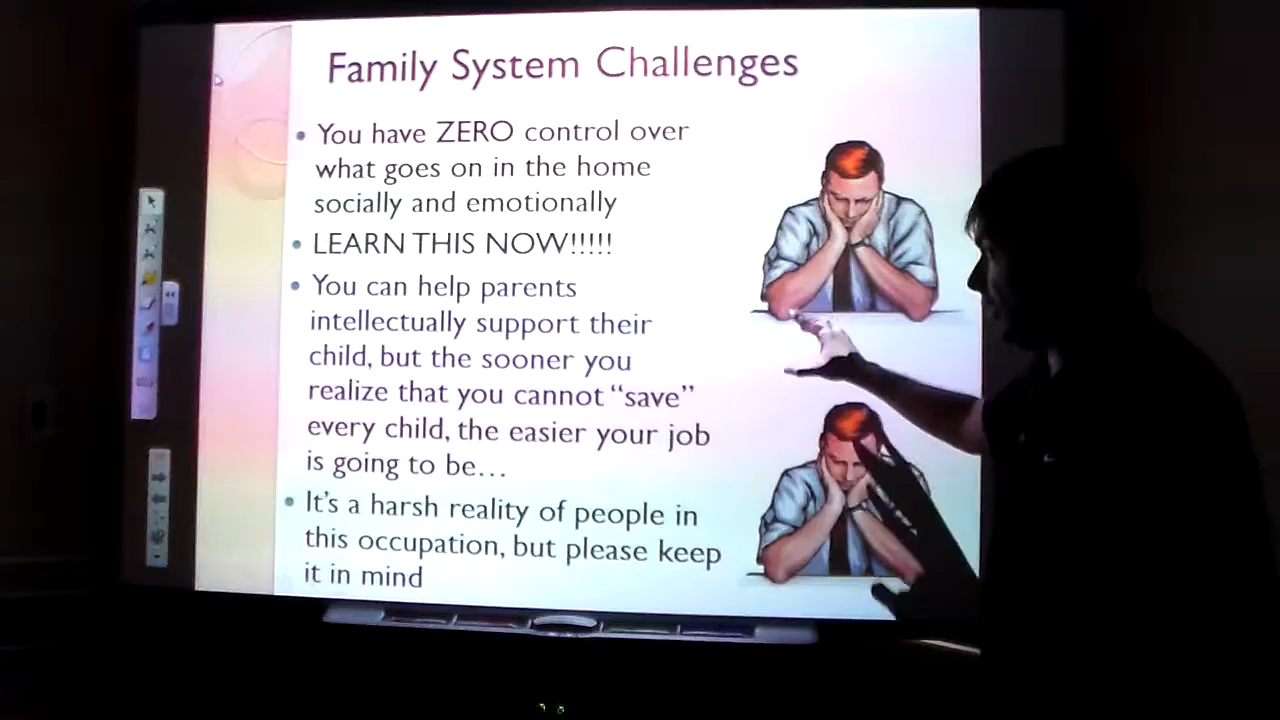 Family System Challenges
• You have ZERO control over
what goes on in the home
socially and emotionally
• LEARN THIS NOW!!!!!
• You can help parents
intellectually support their
child, but the sooner you
realize that you cannot “save”
every child, the easier your job
is going to be…
• It’s a harsh reality of people in
this occupation, but please keep
it in mind